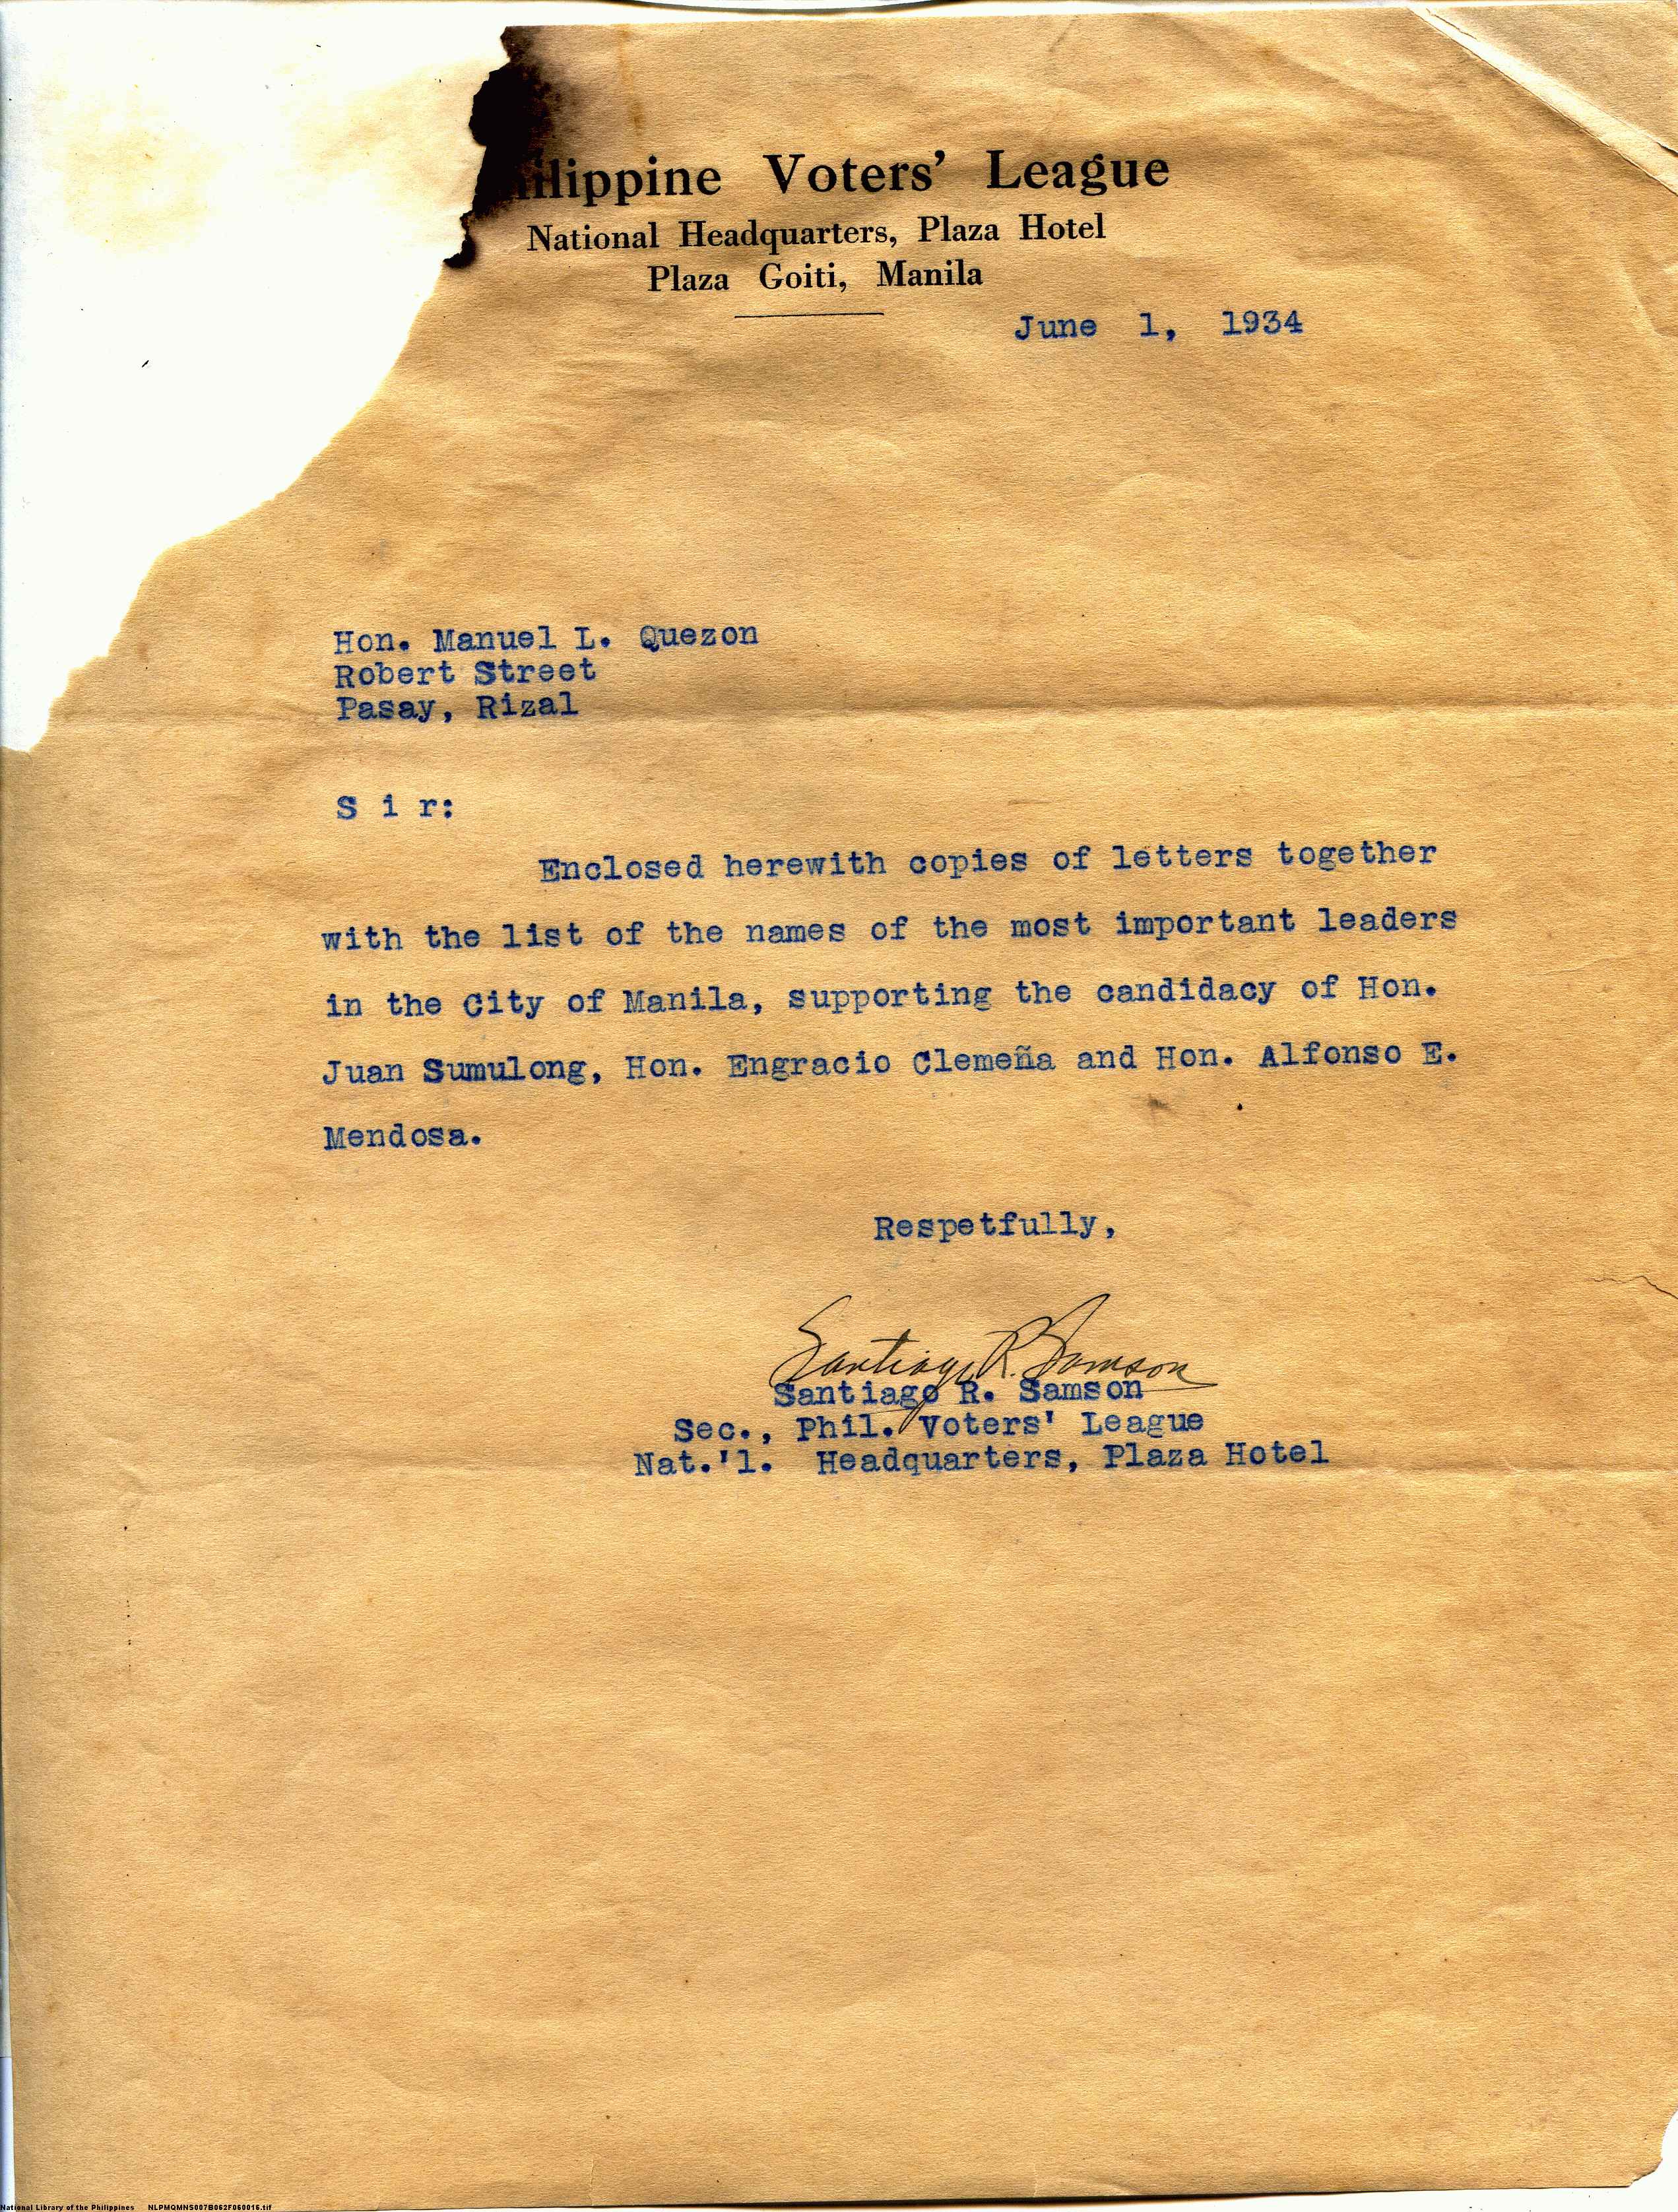 ilippine Voters' League
National Headquarters, Plaza Hotel
Plaza Goiti, Manila
June 1, 1934
Hon. Manuel L. Quezon
Robert Street
Pasay, Rizal
S i r:
Enclosed herewith copies of letters together
with the list of the names of the most important leaders
in the City of Manila, supporting the candidacy of Hon.
Juan Sumulong, Hon. Engracio Clemeña and Hon. Alfonso E.
Mendosa.
Respetfully,
Santiago R. Samson
Santiago R. Samson
Sec., Phil. Voters' League
Nat.'l. Headquarters, Plaza Hotel
National Library of the Philippines NLPMQMNS007B062F060016.tif